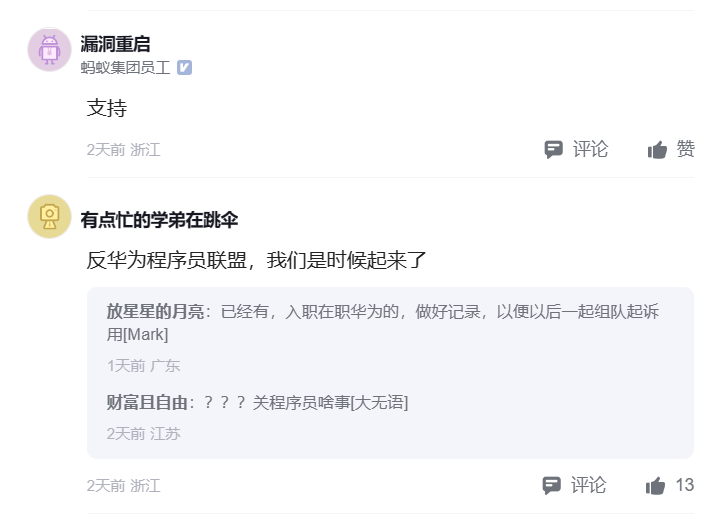 漏洞重启
蚂蚁集团员工
支持
2天前 浙江
评论 赞
有点忙的学弟在跳伞
反华为程序员联盟，我们是时候起来了
放星星的月亮：已经有，入职在职华为的，做好记录，以便以后一起组队起诉
用[Mark]
1天前 广东
财富且自由：？？？关程序员啥事[大无语]
2天前 江苏
2天前 浙江
评论 13